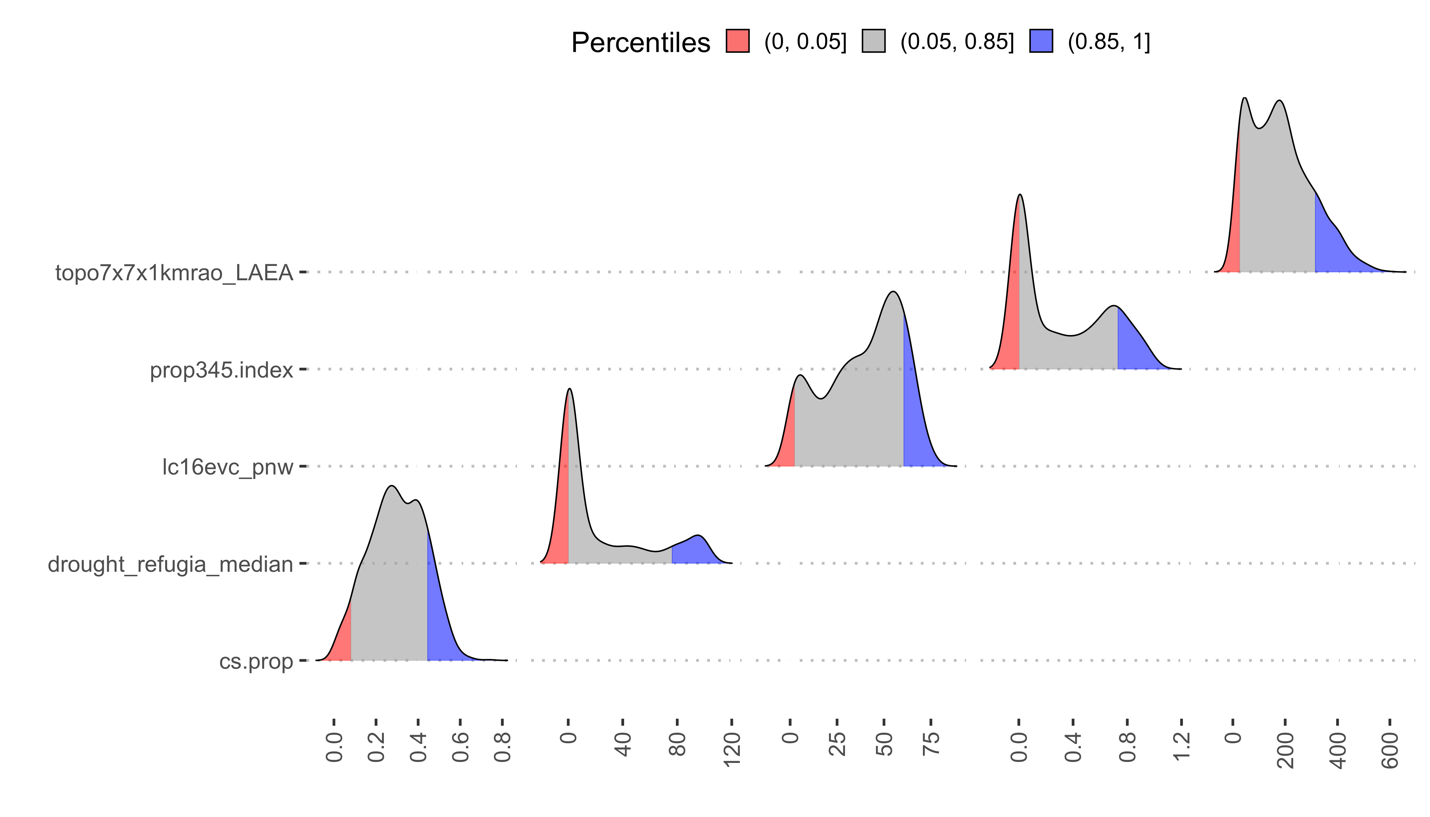 Percentiles (0, 0.05] (0.05, 0.85] (0.85, 1]
topo7x7x1kmrao_LAEA
prop345.index
lc16evc_pnw
drought_refugia_median
cs.prop
0.0 0.2 0.4 0.6 0.8 0 40 80 120 0 25 50 75 0.0 0.4 0.8 1.2 0 200 400 600